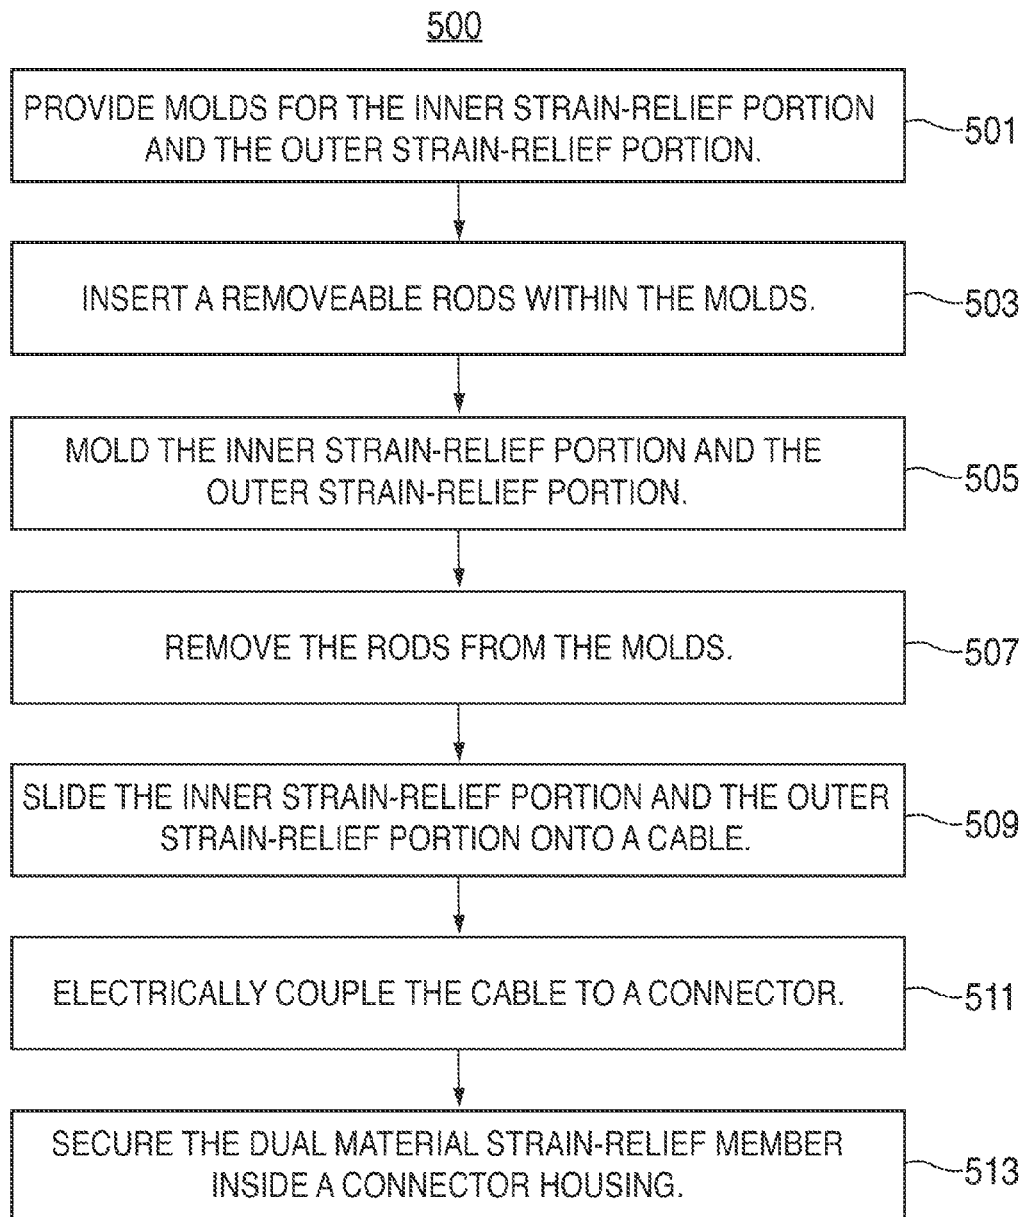 500
PROVIDE MOLDS FOR THE INNER STRAIN-RELIEF PORTION
AND THE OUTER STRAIN-RELIEF PORTION.
501
INSERT A REMOVEABLE RODS WITHIN THE MOLDS.
503
MOLD THE INNER STRAIN-RELIEF PORTION AND THE
OUTER STRAIN-RELIEF PORTION.
505
REMOVE THE RODS FROM THE MOLDS.
507
SLIDE THE INNER STRAIN-RELIEF PORTION AND THE OUTER
STRAIN-RELIEF PORTION ONTO A CABLE.
509
ELECTRICALLY COUPLE THE CABLE TO A CONNECTOR.
511
SECURE THE DUAL MATERIAL STRAIN-RELIEF MEMBER
INSIDE A CONNECTOR HOUSING.
513